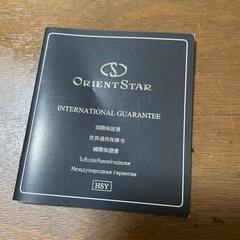 ORIENT STAR
INTERNATIONAL GUARANTEE
国際保証書
世界通用保修书
國際保證書
ใบรับประกันระหว่างประเทศ
Международная гарантия
HSY